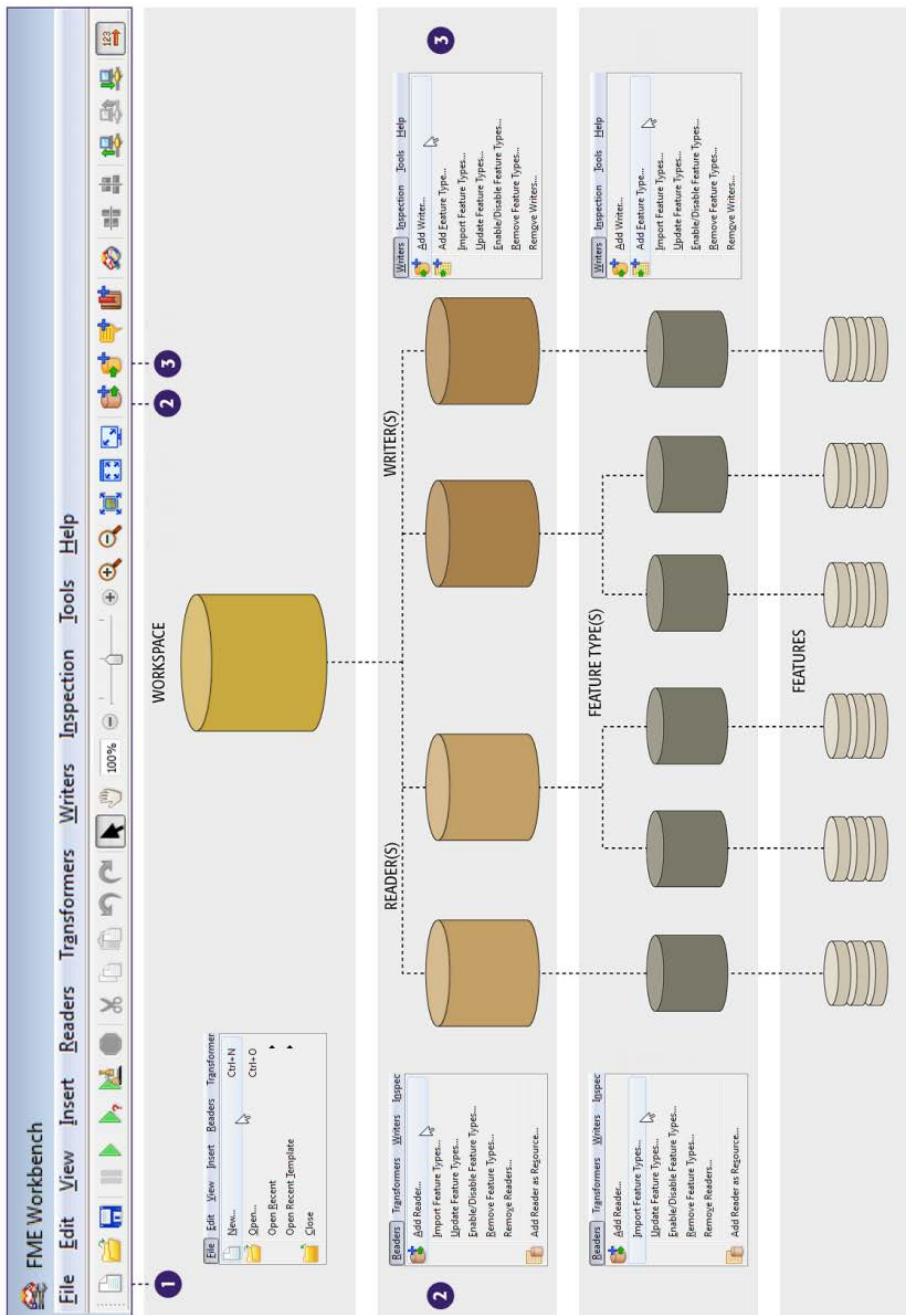 FME Workbench
File Edit View Insert Readers Transformers Writers Inspection Tools Help
100%
123
1
2
3
WORKSPACE
File Edit View Insert Readers Transformer
New... Ctrl+N
Open... Ctrl+O
Open Recent
Open Recent Template
Close
READER(S)
WRITER(S)
2
Readers Transformers Writers Inspec
Add Reader...
Import Feature Types...
Update Feature Types...
Enable/Disable Feature Types...
Remove Feature Types...
Remove Readers...
Add Reader as Resource...
3
Writers Inspection Tools Help
Add Writer...
Add Feature Type...
Import Feature Types...
Update Feature Types...
Enable/Disable Feature Types...
Remove Feature Types...
Remove Writers...
FEATURE TYPE(S)
Readers Transformers Writers Inspec
Add Reader...
Import Feature Types...
Update Feature Types...
Enable/Disable Feature Types...
Remove Feature Types...
Remove Readers...
Add Reader as Resource...
Writers Inspection Tools Help
Add Writer...
Add Feature Type...
Import Feature Types...
Update Feature Types...
Enable/Disable Feature Types...
Remove Feature Types...
Remove Writers...
FEATURES